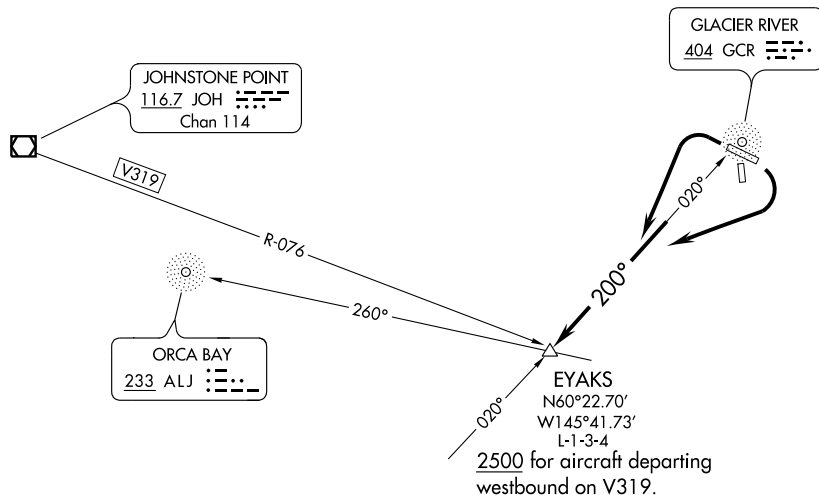 GLACIER RIVER
404 GCR
JOHNSTONE POINT
116.7 JOH
Chan 114
V319
R-076
020°
200°
260°
ORCA BAY
233 ALJ
020°
EYAKS
N60°22.70′
W145°41.73′
L-1-3-4
2500 for aircraft departing
westbound on V319.